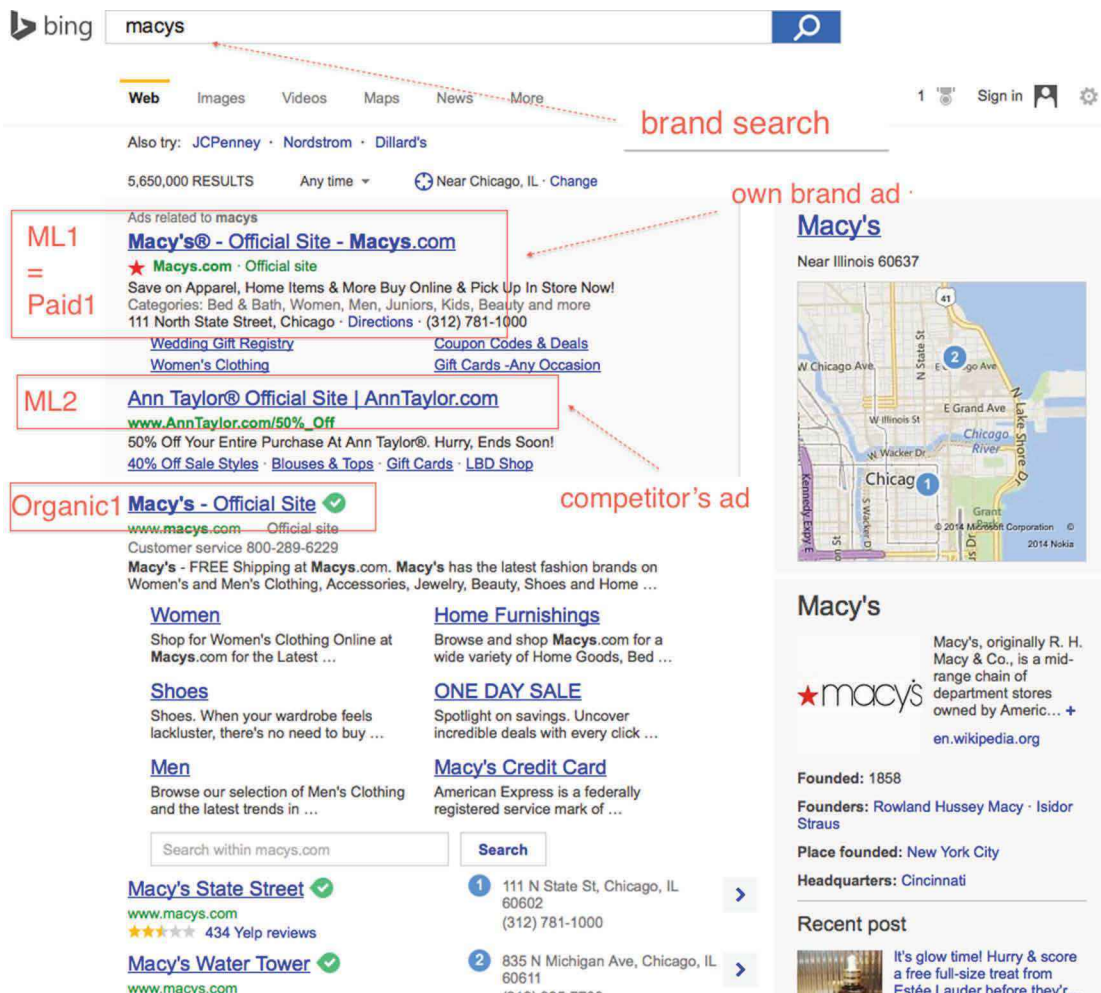 bing
macys
Web Images Videos Maps News More
1 Sign in
brand search
Also try: JCPenney · Nordstrom · Dillard's
5,650,000 RESULTS Any time Near Chicago, IL · Change
own brand ad
Ads related to macys
ML1
=
Paid1
Macy's® - Official Site - Macys.com
Macys.com · Official site
Save on Apparel, Home Items & More Buy Online & Pick Up In Store Now!
Categories: Bed & Bath, Women, Men, Juniors, Kids, Beauty and more
111 North State Street, Chicago · Directions · (312) 781-1000
Wedding Gift Registry Coupon Codes & Deals
Women's Clothing Gift Cards -Any Occasion
ML2
Ann Taylor® Official Site | AnnTaylor.com
www.AnnTaylor.com/50%_Off
50% Off Your Entire Purchase At Ann Taylor®. Hurry, Ends Soon!
40% Off Sale Styles · Blouses & Tops · Gift Cards · LBD Shop
competitor's ad
Organic1
Macy's - Official Site
www.macys.com Official site
Customer service 800-289-6229
Macy's - FREE Shipping at Macys.com. Macy's has the latest fashion brands on
Women's and Men's Clothing, Accessories, Jewelry, Beauty, Shoes and Home ...
Women
Shop for Women's Clothing Online at
Macys.com for the Latest ...
Home Furnishings
Browse and shop Macys.com for a
wide variety of Home Goods, Bed ...
Shoes
Shoes. When your wardrobe feels
lackluster, there's no need to buy ...
ONE DAY SALE
Spotlight on savings. Uncover
incredible deals with every click ...
Men
Browse our selection of Men's Clothing
and the latest trends in ...
Macy's Credit Card
American Express is a federally
registered service mark of ...
Search within macys.com Search
Macy's State Street
www.macys.com
434 Yelp reviews
1 111 N State St, Chicago, IL
60602
(312) 781-1000
Macy's Water Tower
www.macys.com
2 835 N Michigan Ave, Chicago, IL
60611
Macy's
Near Illinois 60637
41
N State St
2
W Chicago Ave
E Grand Ave
W Illinois St
N Lake Shore Dr
Chicago
River
W Wacker Dr
Chicag
1
Kennedy Expy
S Wacker Dr
Grant
© 2014 Microsoft Corporation ©
2014 Nokia
Macy's
macy's
Macy's, originally R. H.
Macy & Co., is a mid-
range chain of
department stores
owned by Americ... +
en.wikipedia.org
Founded: 1858
Founders: Rowland Hussey Macy · Isidor
Straus
Place founded: New York City
Headquarters: Cincinnati
Recent post
It's glow time! Hurry & score
a free full-size treat from
Estée Lauder before they'r